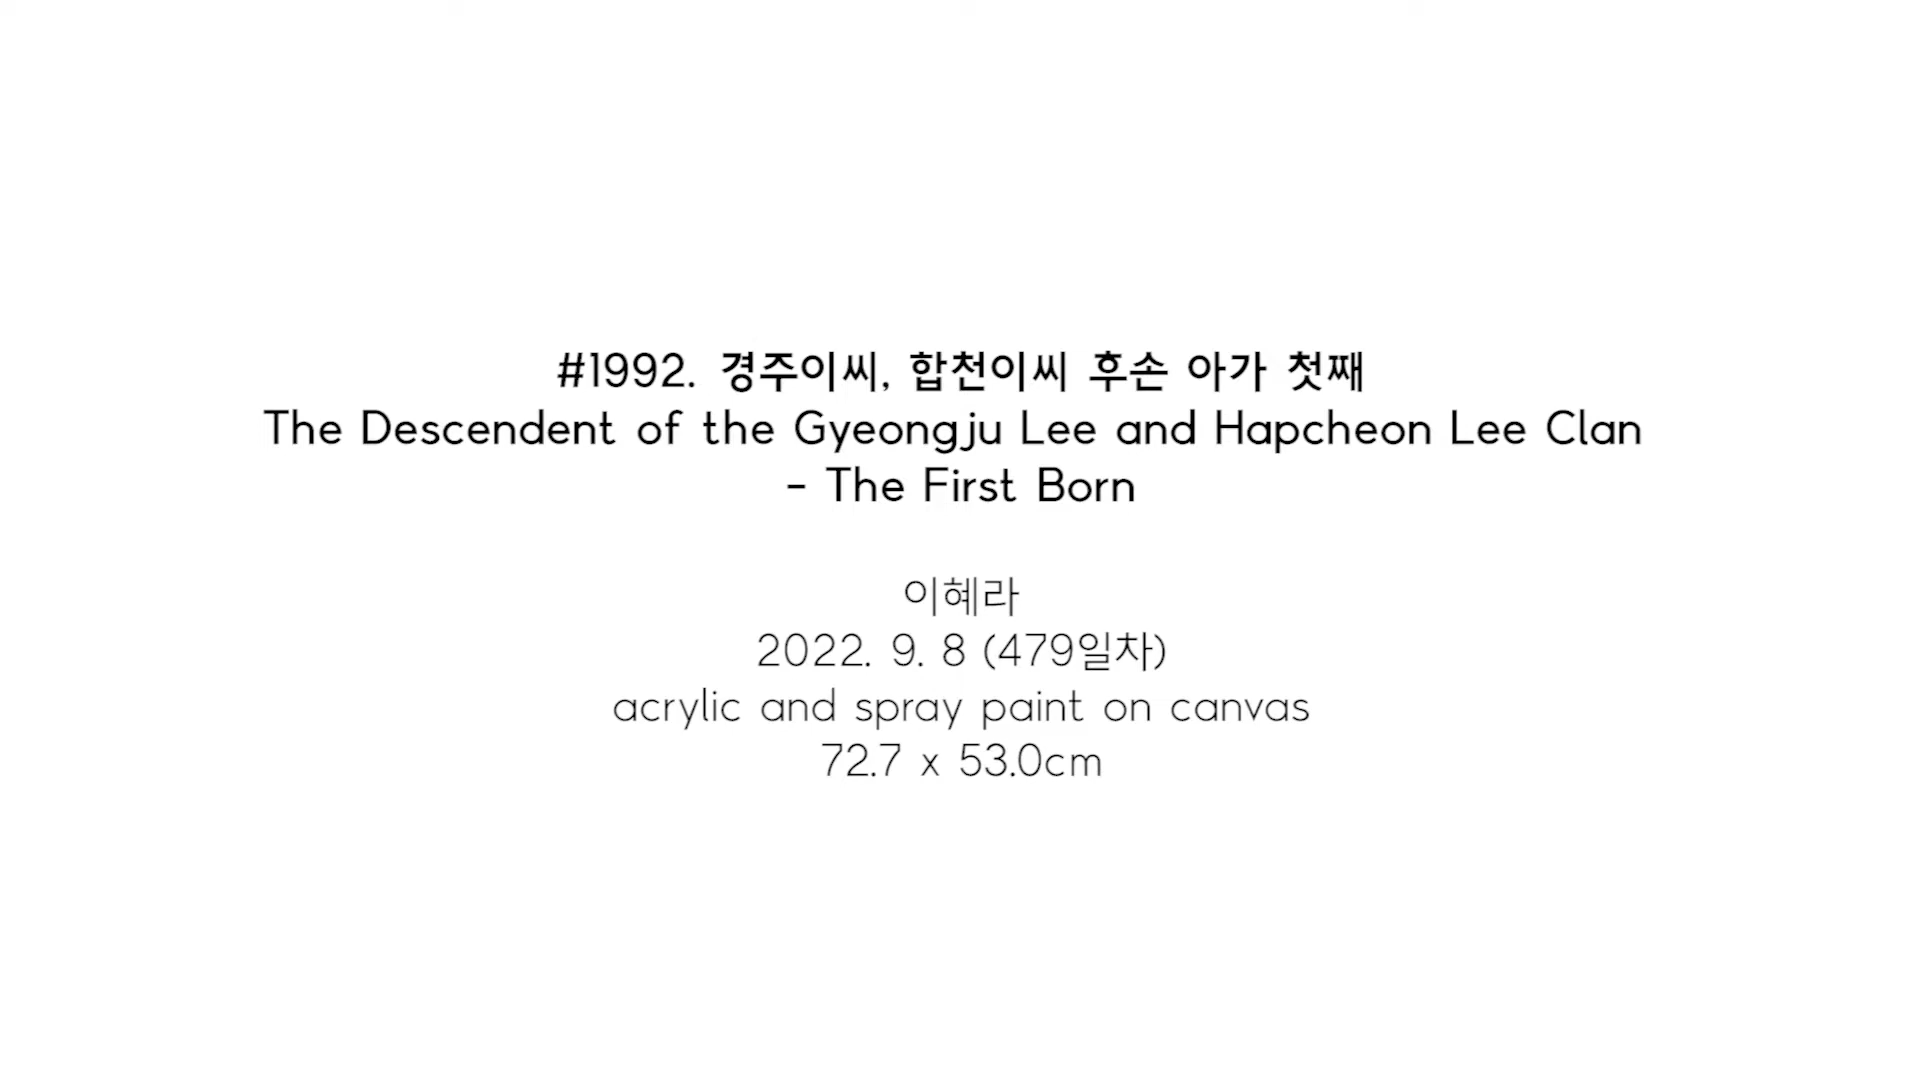 #1992. 경주이씨, 합천이씨 후손 아가 첫째
The Descendent of the Gyeongju Lee and Hapcheon Lee Clan
- The First Born
이혜라
2022. 9. 8 (479일차)
acrylic and spray paint on canvas
72.7 x 53.0cm